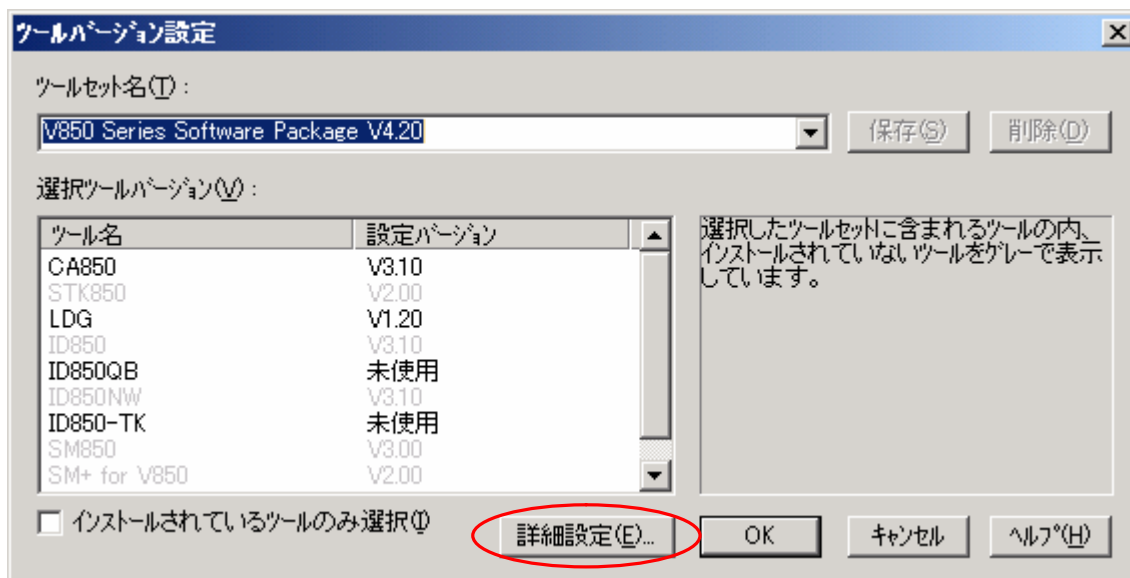 ツールバージョン設定
ツールセット名(T):
V850 Series Software Package V4.20
保存(S)
削除(D)
選択ツールバージョン(V):
ツール名 設定バージョン
CA850 V3.10
STK850 V2.00
LDG V1.20
ID850 V3.10
ID850QB 未使用
ID850NW V3.10
ID850-TK 未使用
SM850 V3.00
SM+ for V850 V2.00
選択したツールセットに含まれるツールの内、
インストールされていないツールをグレーで表示
しています。
インストールされているツールのみ選択(I)
詳細設定(E)...
OK
キャンセル
ヘルプ(H)